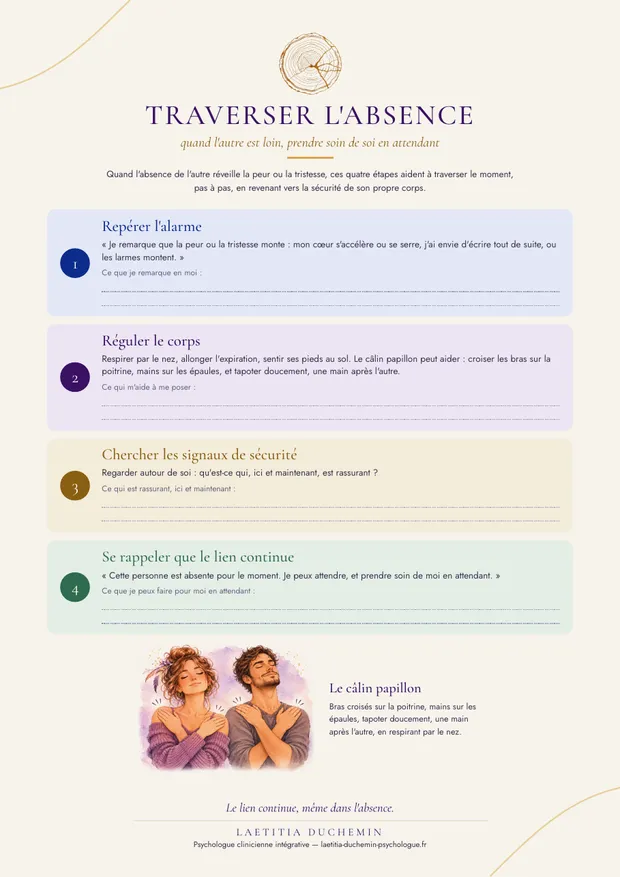 TRAVERSER L'ABSENCE
quand l'autre est loin, prendre soin de soi en attendant
Quand l'absence de l'autre réveille la peur ou la tristesse, ces quatre étapes aident à traverser le moment,
pas à pas, en revenant vers la sécurité de son propre corps.
1
Repérer l'alarme
« Je remarque que la peur ou la tristesse monte : mon cœur s'accélère ou se serre, j'ai envie d'écrire tout de suite, ou
les larmes montent. »
Ce que je remarque en moi :
2
Réguler le corps
Respirer par le nez, allonger l'expiration, sentir ses pieds au sol. Le câlin papillon peut aider : croiser les bras sur la
poitrine, mains sur les épaules, et tapoter doucement, une main après l'autre.
Ce qui m'aide à me poser :
3
Chercher les signaux de sécurité
Regarder autour de soi : qu'est-ce qui, ici et maintenant, est rassurant ?
Ce qui est rassurant, ici et maintenant :
4
Se rappeler que le lien continue
« Cette personne est absente pour le moment. Je peux attendre, et prendre soin de moi en attendant. »
Ce que je peux faire pour moi en attendant :
Le câlin papillon
Bras croisés sur la poitrine, mains sur les
épaules, tapoter doucement, une main
après l'autre, en respirant par le nez.
Le lien continue, même dans l'absence.
LAETITIA DUCHEMIN
Psychologue clinicienne intégrative — laetitia-duchemin-psychologue.fr